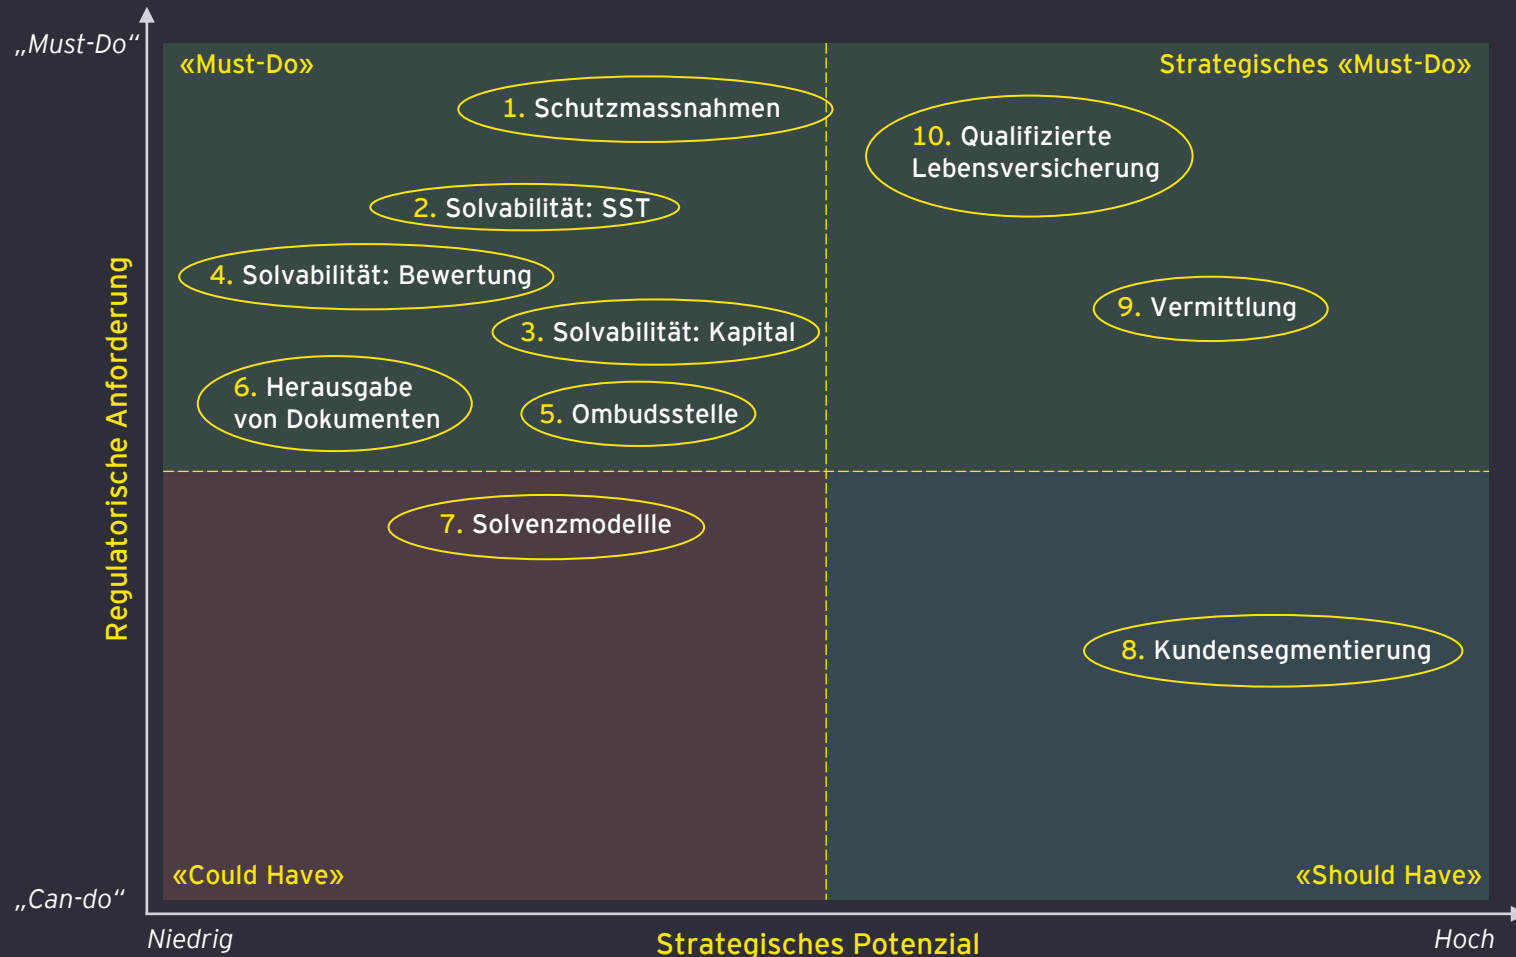 „Must-Do“
«Must-Do»
Strategisches «Must-Do»
1. Schutzmassnahmen
10. Qualifizierte
Lebensversicherung
2. Solvabilität: SST
4. Solvabilität: Bewertung
9. Vermittlung
3. Solvabilität: Kapital
6. Herausgabe
von Dokumenten
5. Ombudsstelle
Regulatorische Anforderung
7. Solvenzmodellle
8. Kundensegmentierung
«Could Have»
«Should Have»
„Can-do“
Niedrig
Strategisches Potenzial
Hoch